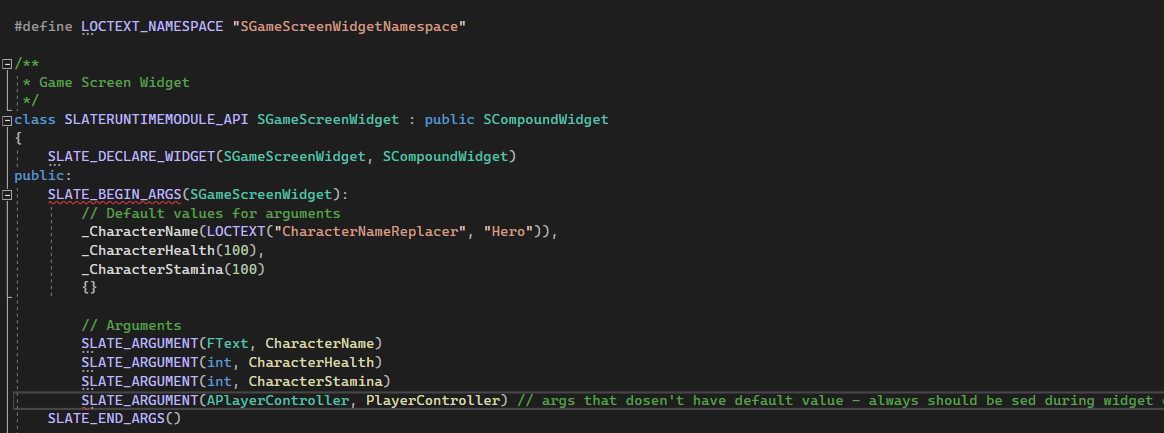 #define LOCTEXT_NAMESPACE "SGameScreenWidgetNamespace"
/**
* Game Screen Widget
*/
class SLATERUNTIMEMODULE_API SGameScreenWidget : public SCompoundWidget
{
SLATE_DECLARE_WIDGET(SGameScreenWidget, SCompoundWidget)
public:
SLATE_BEGIN_ARGS(SGameScreenWidget):
// Default values for arguments
_CharacterName(LOCTEXT("CharacterNameReplacer", "Hero")),
_CharacterHealth(100),
_CharacterStamina(100)
{}
// Arguments
SLATE_ARGUMENT(FText, CharacterName)
SLATE_ARGUMENT(int, CharacterHealth)
SLATE_ARGUMENT(int, CharacterStamina)
SLATE_ARGUMENT(APlayerController, PlayerController) // args that dosen't have default value - always should be sed during widget
SLATE_END_ARGS()